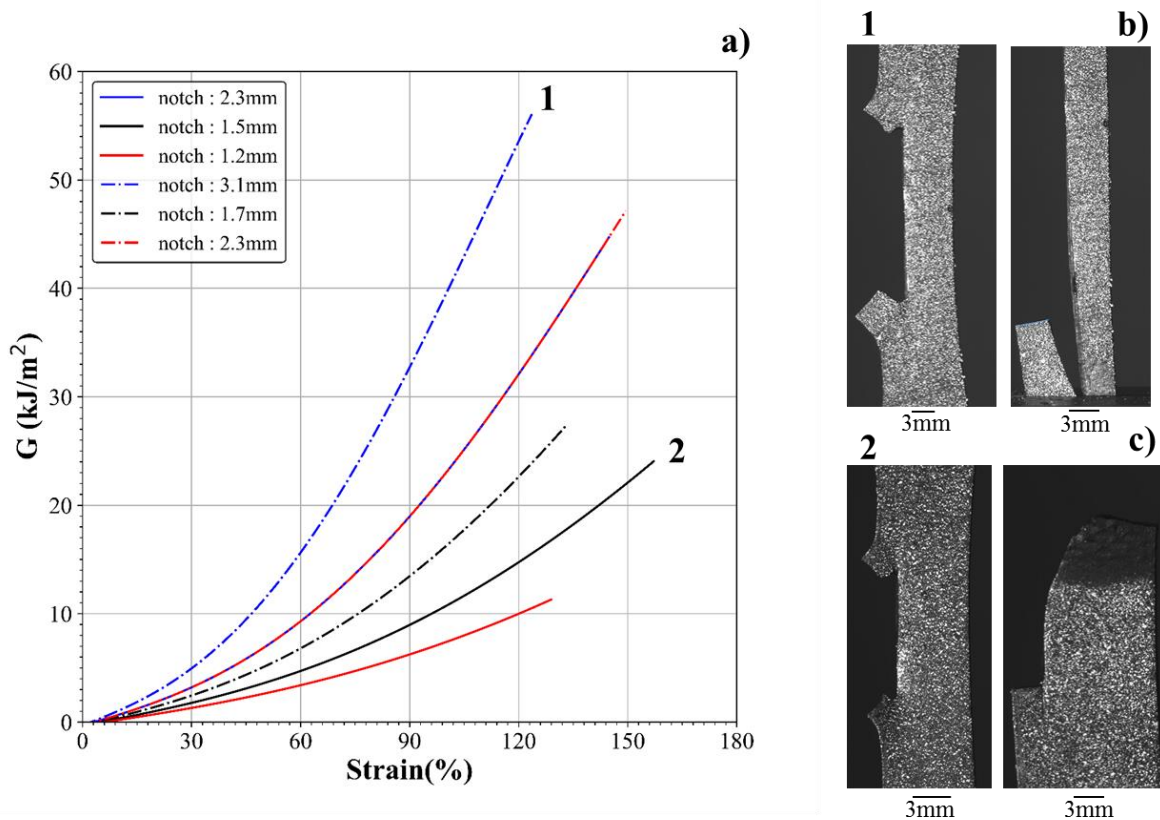 a)
60
50
40
30
20
10
0
G (kJ/m²)
notch : 2.3mm
notch : 1.5mm
notch : 1.2mm
notch : 3.1mm
notch : 1.7mm
notch : 2.3mm
1
2
0 30 60 90 120 150 180
Strain(%)
1 b)
3mm 3mm
2 c)
3mm 3mm